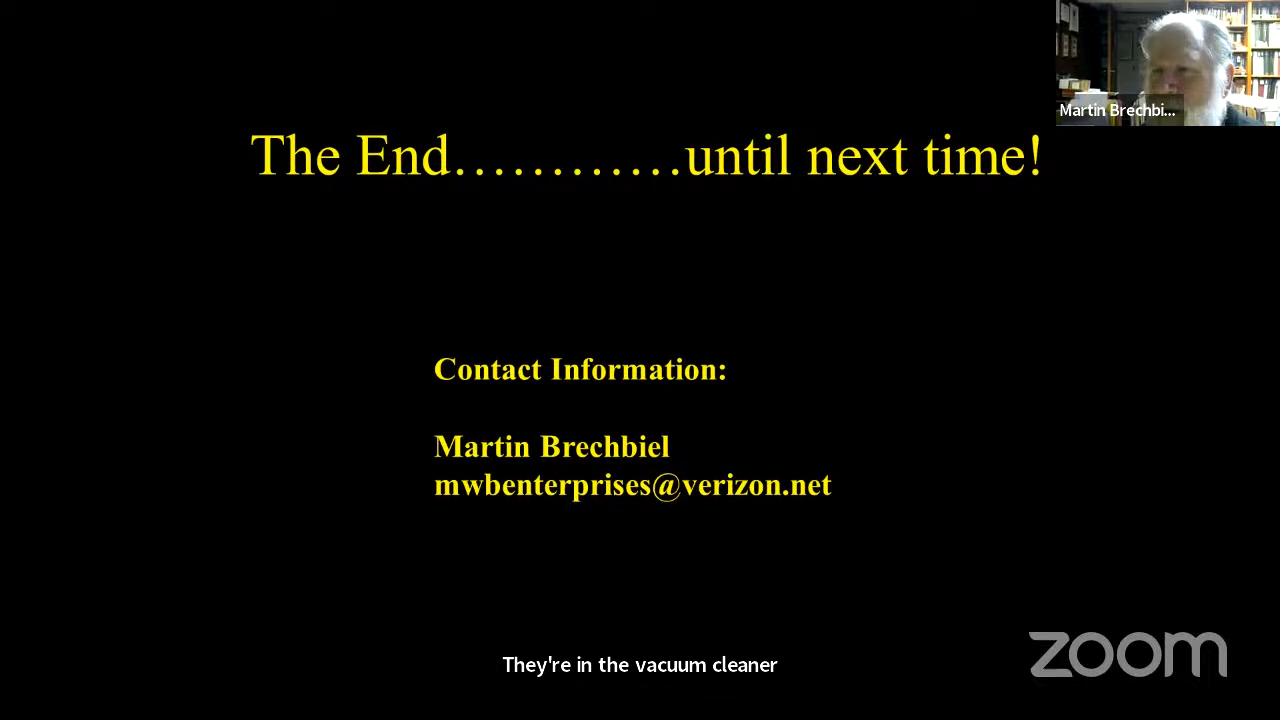 Martin Brechbi...
The End…………until next time!
Contact Information:
Martin Brechbiel
mwbenterprises@verizon.net
zoom
They're in the vacuum cleaner